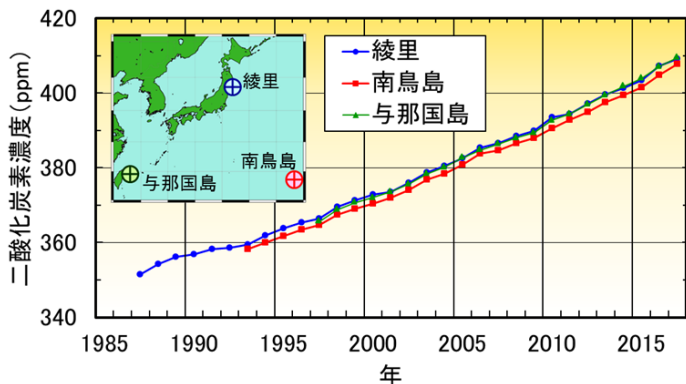 二酸化炭素濃度(ppm)
420
400
380
360
340
綾里
南鳥島
与那国島
綾里
南鳥島
与那国島
1985
1990
1995
2000
2005
2010
2015
年